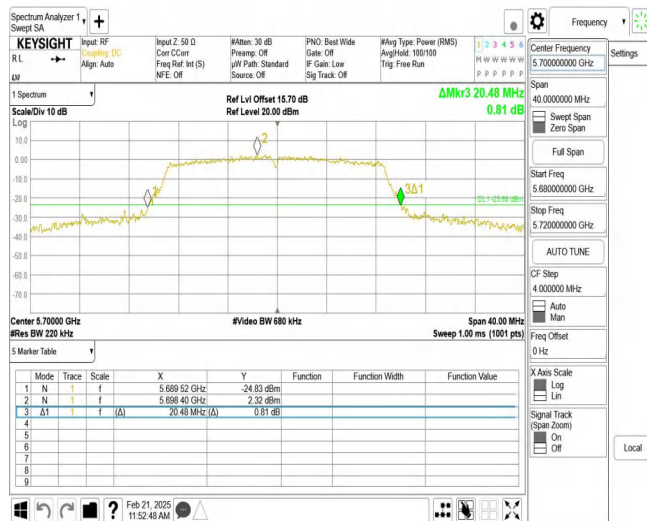 Spectrum Analyzer 1
Swept SA
+
Frequency
KEYSIGHT
RL
Input: RF
Coupling: DC
Align: Auto
Input Z: 50 Ω
Corr CCorr
Freq Ref: Int (S)
NFE: Off
#Atten: 30 dB
Preamp: Off
µW Path: Standard
Source: Off
PNO: Best Wide
Gate: Off
IF Gain: Low
Sig Track: Off
#Avg Type: Power (RMS)
Avg|Hold: 100/100
Trig: Free Run
1 2 3 4 5 6
M W W W W W
P P P P P P
1 Spectrum
Scale/Div 10 dB
Ref Lvl Offset 15.70 dB
Ref Level 20.00 dBm
ΔMkr3 20.48 MHz
0.81 dB
Log
10.0
0.00
-10.0
-20.0
-30.0
-40.0
-50.0
-60.0
-70.0
1
2
3Δ1
DL1 -23.68 dBm
Center 5.70000 GHz
#Res BW 220 kHz
#Video BW 680 kHz
Span 40.00 MHz
Sweep 1.00 ms (1001 pts)
5 Marker Table
Mode Trace Scale X Y Function Function Width Function Value
1 N 1 f 5.689 52 GHz -24.83 dBm
2 N 1 f 5.698 40 GHz 2.32 dBm
3 Δ1 1 f (Δ) 20.48 MHz (Δ) 0.81 dB
4
5
6
7
8
9
Feb 21, 2025
11:52:48 AM
Center Frequency
5.700000000 GHz
Settings
Span
40.0000000 MHz
Swept Span
Zero Span
Full Span
Start Freq
5.680000000 GHz
Stop Freq
5.720000000 GHz
AUTO TUNE
CF Step
4.000000 MHz
Auto
Man
Freq Offset
0 Hz
X Axis Scale
Log
Lin
Signal Track
(Span Zoom)
On
Off
Local